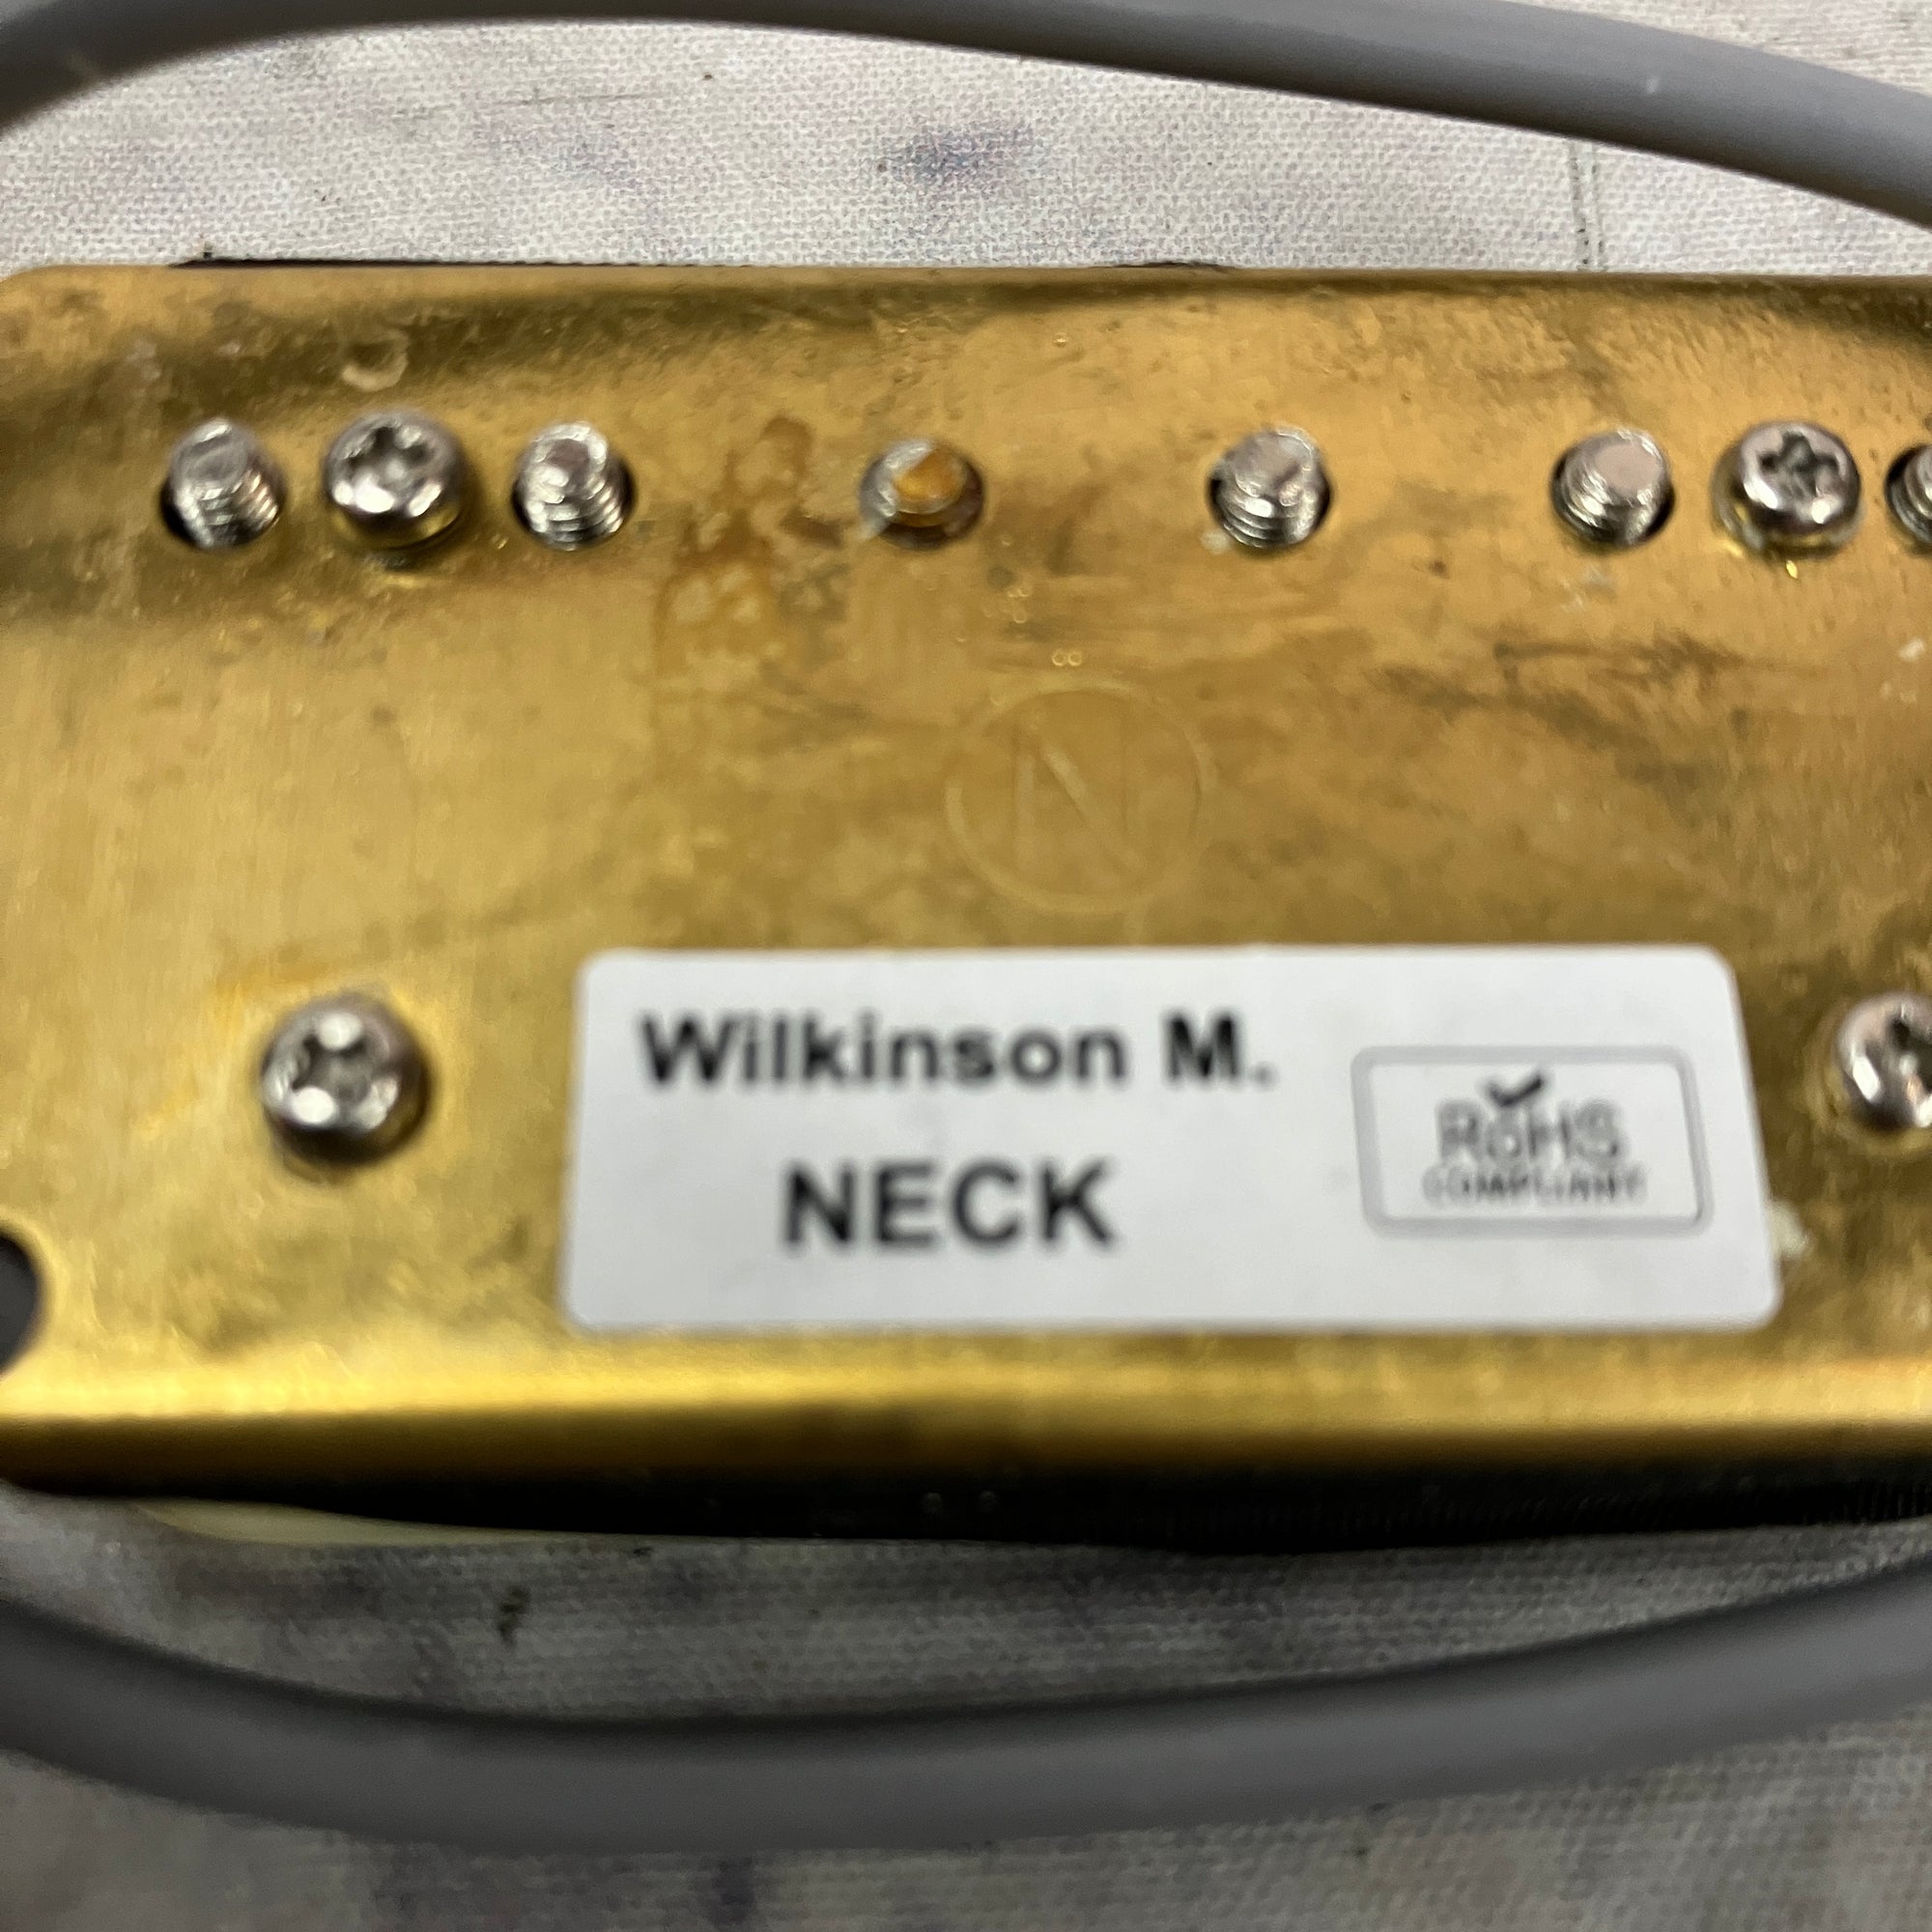 N
Wilkinson M.
NECK
RoHS
COMPLIANT